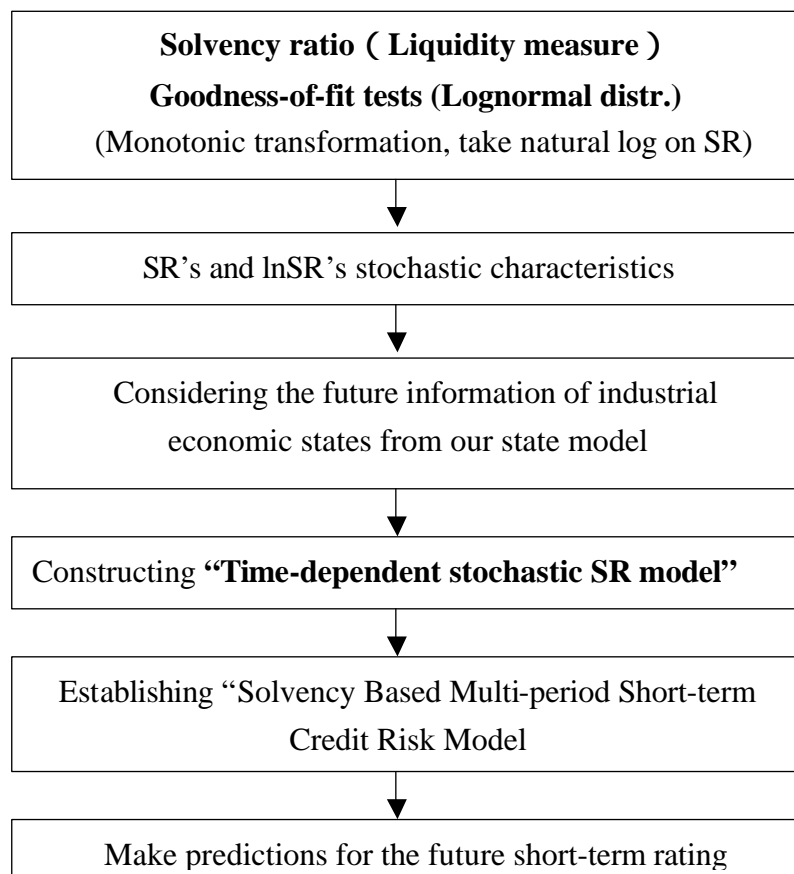 Solvency ratio（Liquidity measure）
Goodness-of-fit tests (Lognormal distr.)
(Monotonic transformation, take natural log on SR)
SR’s and lnSR’s stochastic characteristics
Considering the future information of industrial
economic states from our state model
Constructing “Time-dependent stochastic SR model”
Establishing “Solvency Based Multi-period Short-term
Credit Risk Model
Make predictions for the future short-term rating